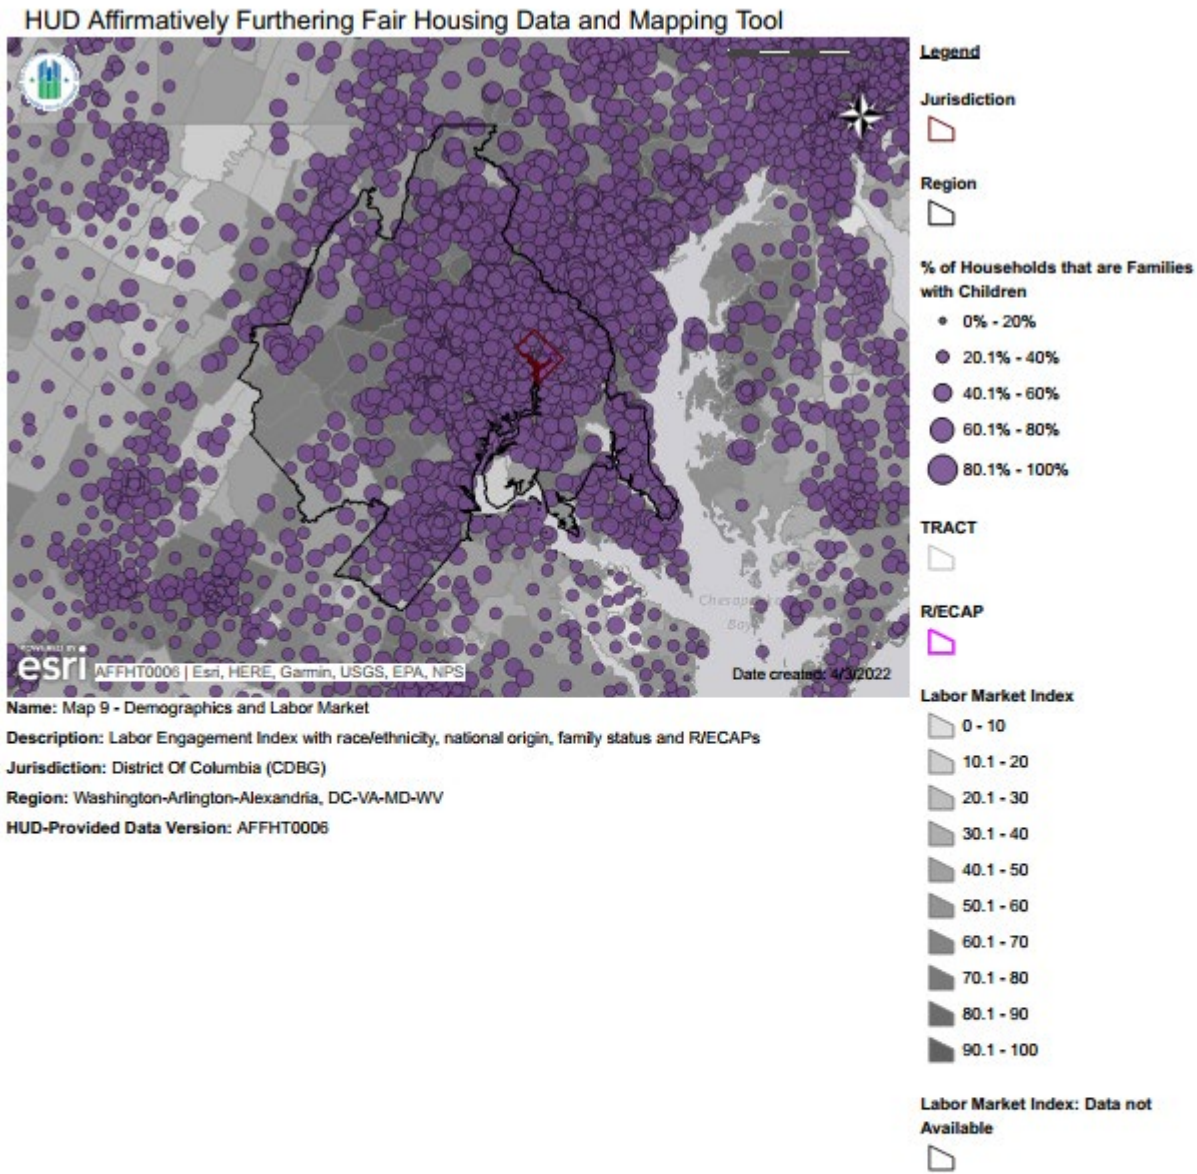 HUD Affirmatively Furthering Fair Housing Data and Mapping Tool
Chesapeake
Bay
POWERED BY
esri
AFFHT0006 | Esri, HERE, Garmin, USGS, EPA, NPS
Date created: 4/3/2022
Name: Map 9 - Demographics and Labor Market
Description: Labor Engagement Index with race/ethnicity, national origin, family status and R/ECAPs
Jurisdiction: District Of Columbia (CDBG)
Region: Washington-Arlington-Alexandria, DC-VA-MD-WV
HUD-Provided Data Version: AFFHT0006
Legend
Jurisdiction
Region
% of Households that are Families
with Children
0% - 20%
20.1% - 40%
40.1% - 60%
60.1% - 80%
80.1% - 100%
TRACT
R/ECAP
Labor Market Index
0 - 10
10.1 - 20
20.1 - 30
30.1 - 40
40.1 - 50
50.1 - 60
60.1 - 70
70.1 - 80
80.1 - 90
90.1 - 100
Labor Market Index: Data not
Available